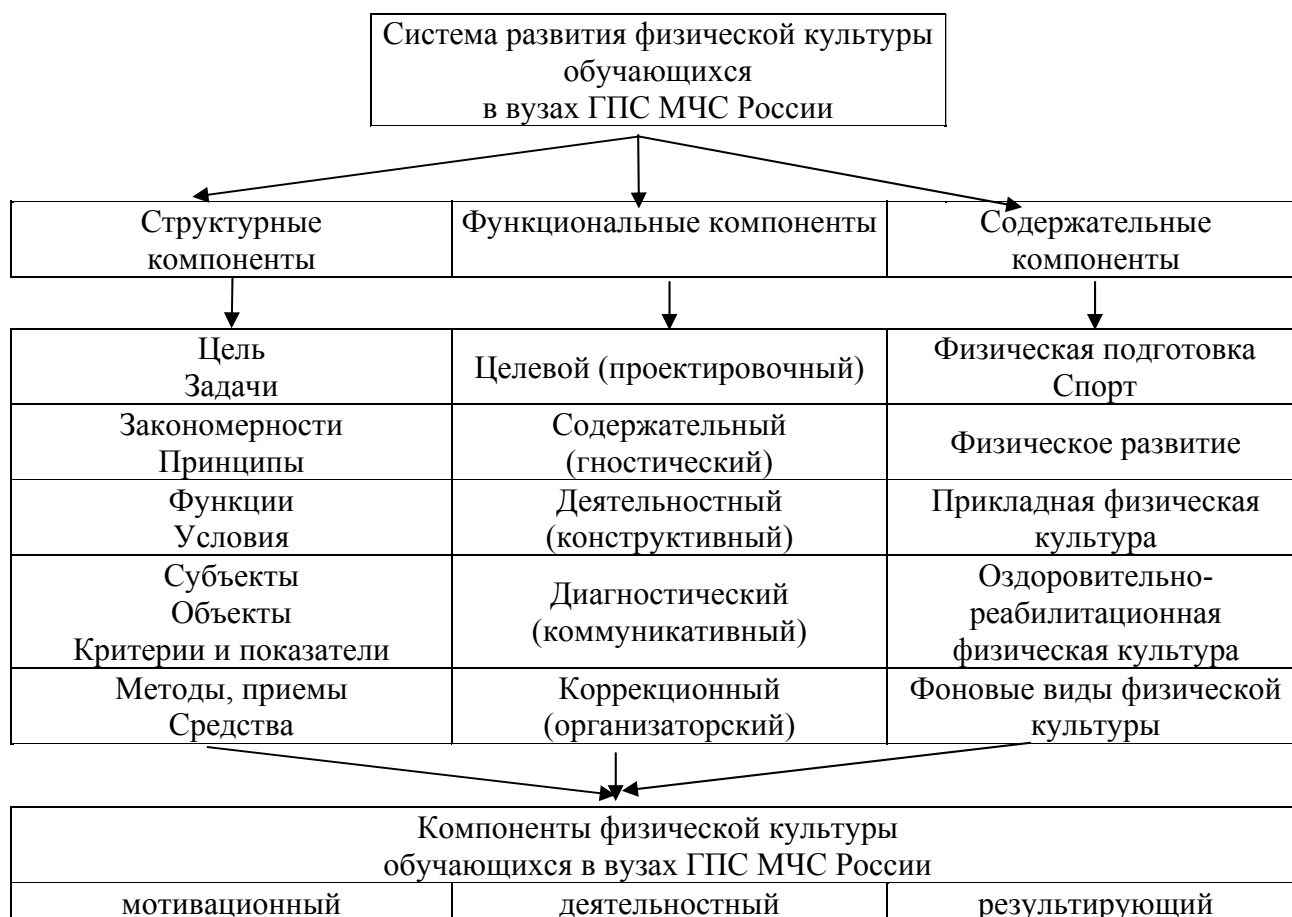 Система развития физической культуры
обучающихся
в вузах ГПС МЧС России
Структурные
компоненты
Функциональные компоненты
Содержательные
компоненты
Цель
Задачи
Целевой (проектировочный)
Физическая подготовка
Спорт
Закономерности
Принципы
Содержательный
(гностический)
Физическое развитие
Функции
Условия
Деятельностный
(конструктивный)
Прикладная физическая
культура
Субъекты
Объекты
Критерии и показатели
Диагностический
(коммуникативный)
Оздоровительно-
реабилитационная
физическая культура
Методы, приемы
Средства
Коррекционный
(организаторский)
Фоновые виды физической
культуры
Компоненты физической культуры
обучающихся в вузах ГПС МЧС России
мотивационный
деятельностный
результирующий